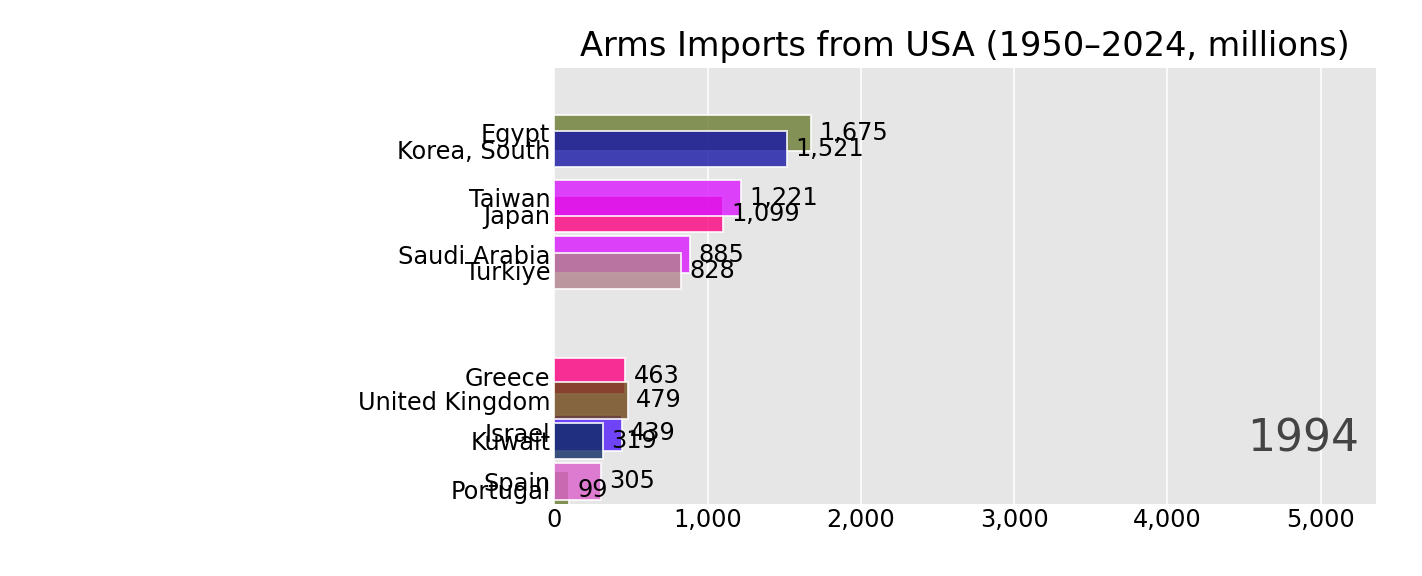 Arms Imports from USA (1950–2024, millions)
Egypt 1,675
Korea, South 1,521
Taiwan 1,221
Japan 1,099
Saudi Arabia 885
Türkiye 828
Greece 463
United Kingdom 479
Israel 439
Kuwait 319
Spain 305
Portugal 99
1994
0 1,000 2,000 3,000 4,000 5,000